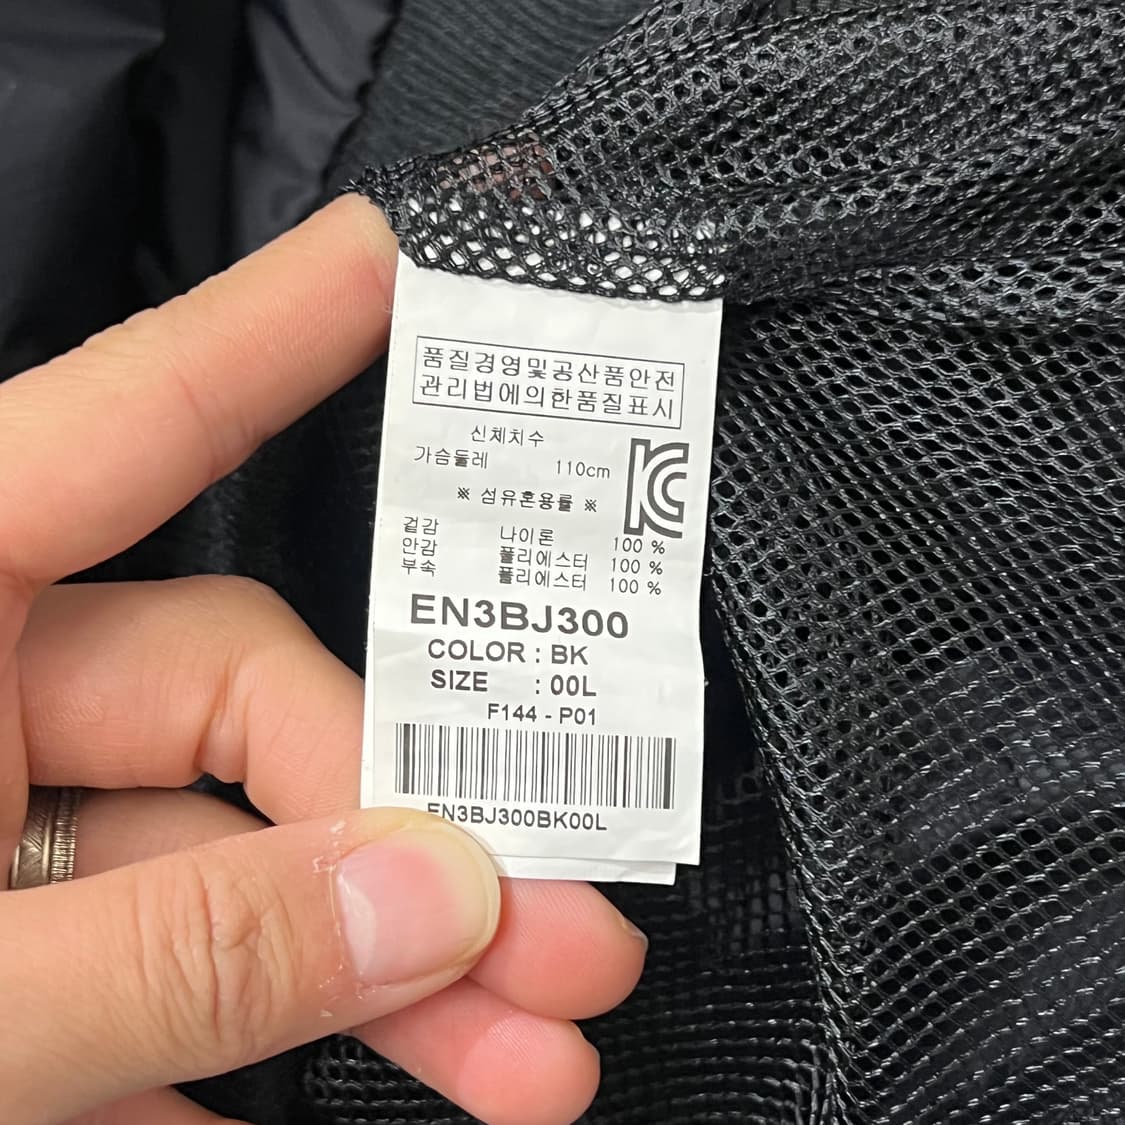 품질경영및공산품안전
관리법에의한품질표시
신체치수
가슴둘레 110cm
※ 섬유혼용률 ※
겉감 나이론 100 %
안감 폴리에스터 100 %
부속 폴리에스터 100 %
EN3BJ300
COLOR : BK
SIZE : 00L
F144 - P01
EN3BJ300BK00L